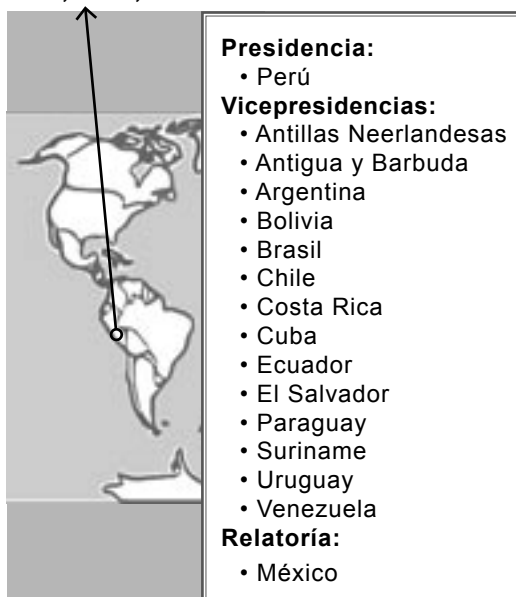 Presidencia:
• Perú
Vicepresidencias:
• Antillas Neerlandesas
• Antigua y Barbuda
• Argentina
• Bolivia
• Brasil
• Chile
• Costa Rica
• Cuba
• Ecuador
• El Salvador
• Paraguay
• Suriname
• Uruguay
• Venezuela
Relatoría:
• México